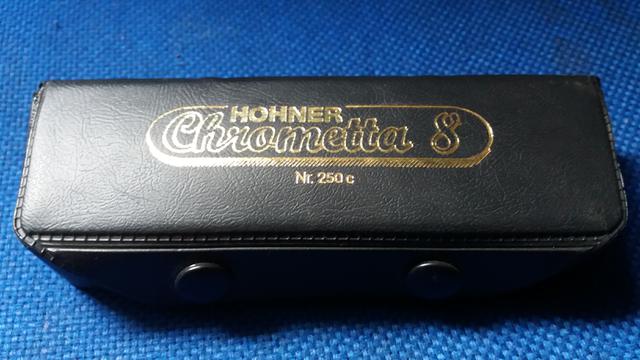 HOHNER
Chrometta 8
Nr. 250 c